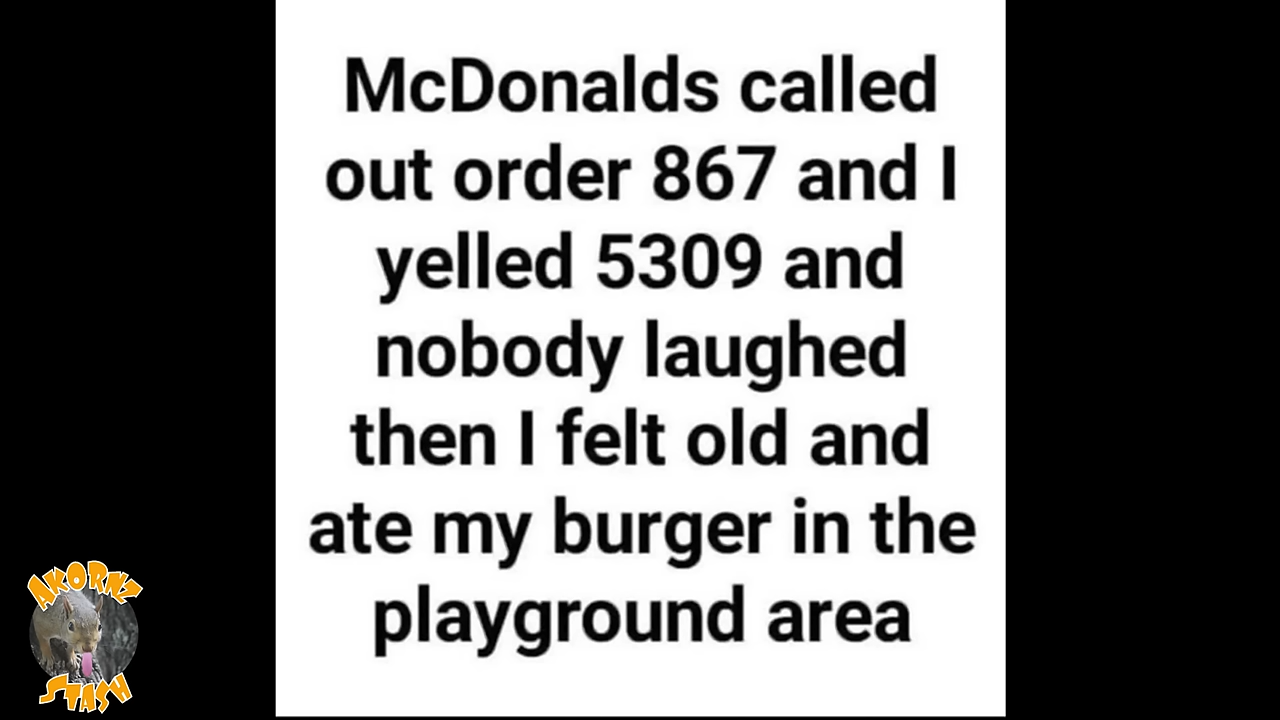 McDonalds called
out order 867 and I
yelled 5309 and
nobody laughed
then I felt old and
ate my burger in the
playground area
AKORNZ
STASH